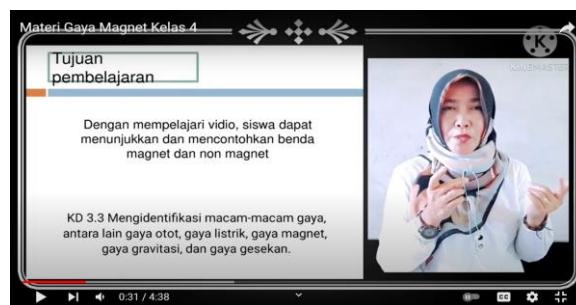 Materi Gaya Magnet Kelas 4
K
KINEMASTER
Tujuan
pembelajaran
Dengan mempelajari vidio, siswa dapat
menunjukkan dan mencontohkan benda
magnet dan non magnet
KD 3.3 Mengidentifikasi macam-macam gaya,
antara lain gaya otot, gaya listrik, gaya magnet,
gaya gravitasi, dan gaya gesekan.
0:31 / 4:38
CC